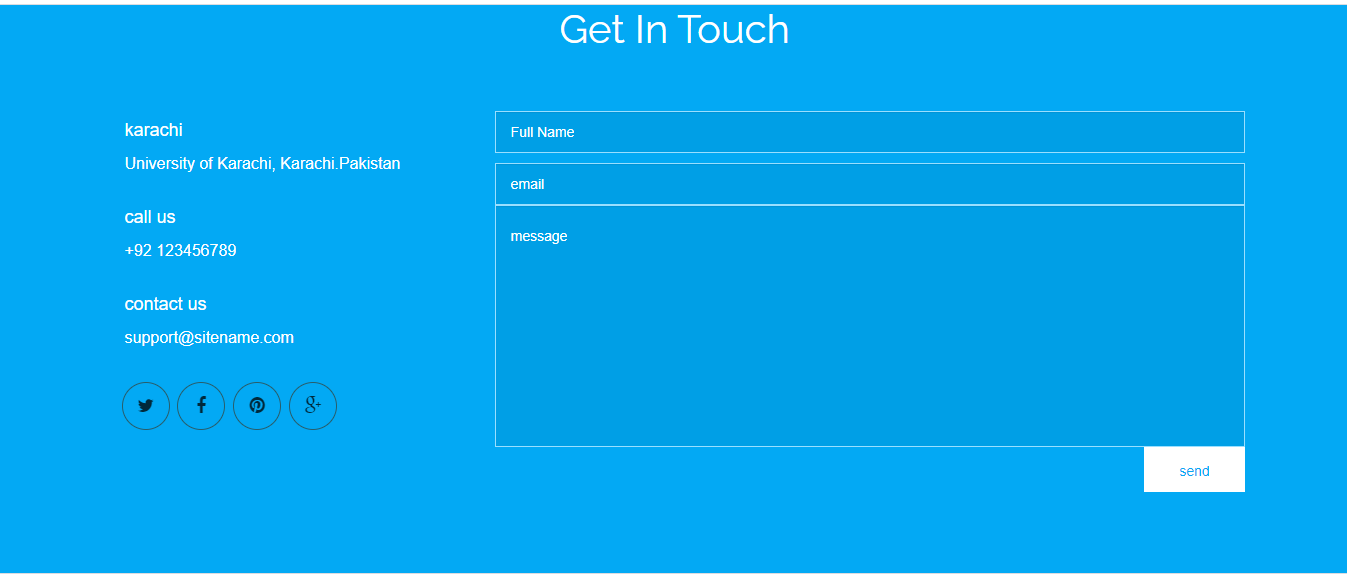 Get In Touch
karachi
University of Karachi, Karachi.Pakistan
call us
+92 123456789
contact us
support@sitename.com
Full Name
email
message
send